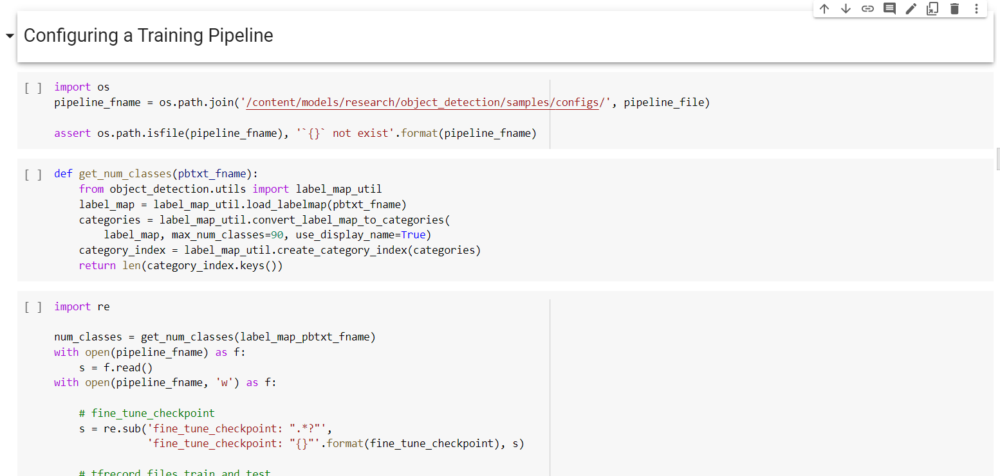 Configuring a Training Pipeline
[ ] import os
pipeline_fname = os.path.join('/content/models/research/object_detection/samples/configs/', pipeline_file)
assert os.path.isfile(pipeline_fname), '`{}` not exist'.format(pipeline_fname)
[ ] def get_num_classes(pbtxt_fname):
    from object_detection.utils import label_map_util
    label_map = label_map_util.load_labelmap(pbtxt_fname)
    categories = label_map_util.convert_label_map_to_categories(
        label_map, max_num_classes=90, use_display_name=True)
    category_index = label_map_util.create_category_index(categories)
    return len(category_index.keys())
[ ] import re
num_classes = get_num_classes(label_map_pbtxt_fname)
with open(pipeline_fname) as f:
    s = f.read()
with open(pipeline_fname, 'w') as f:
    # fine_tune_checkpoint
    s = re.sub('fine_tune_checkpoint: ".*?"',
               'fine_tune_checkpoint: "{}"'.format(fine_tune_checkpoint), s)
    # tfrecord files train and test